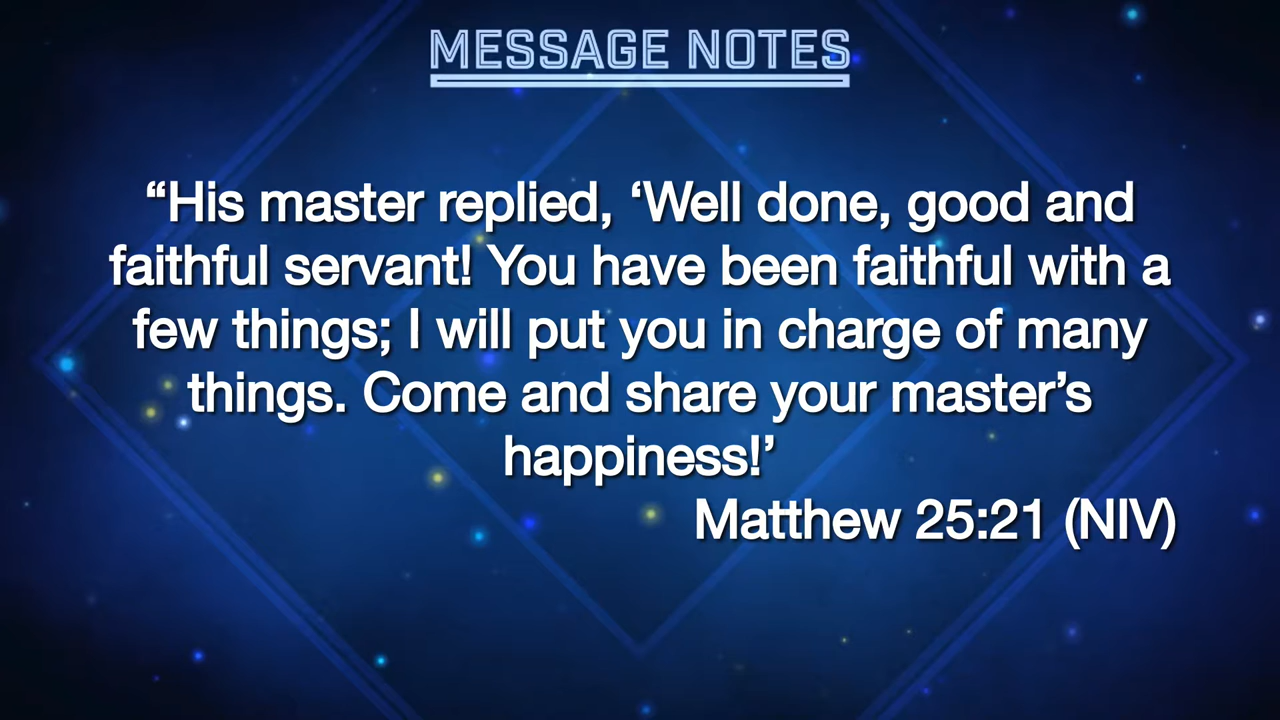 MESSAGE NOTES
“His master replied, ‘Well done, good and
faithful servant! You have been faithful with a
few things; I will put you in charge of many
things. Come and share your master’s
happiness!’
Matthew 25:21 (NIV)